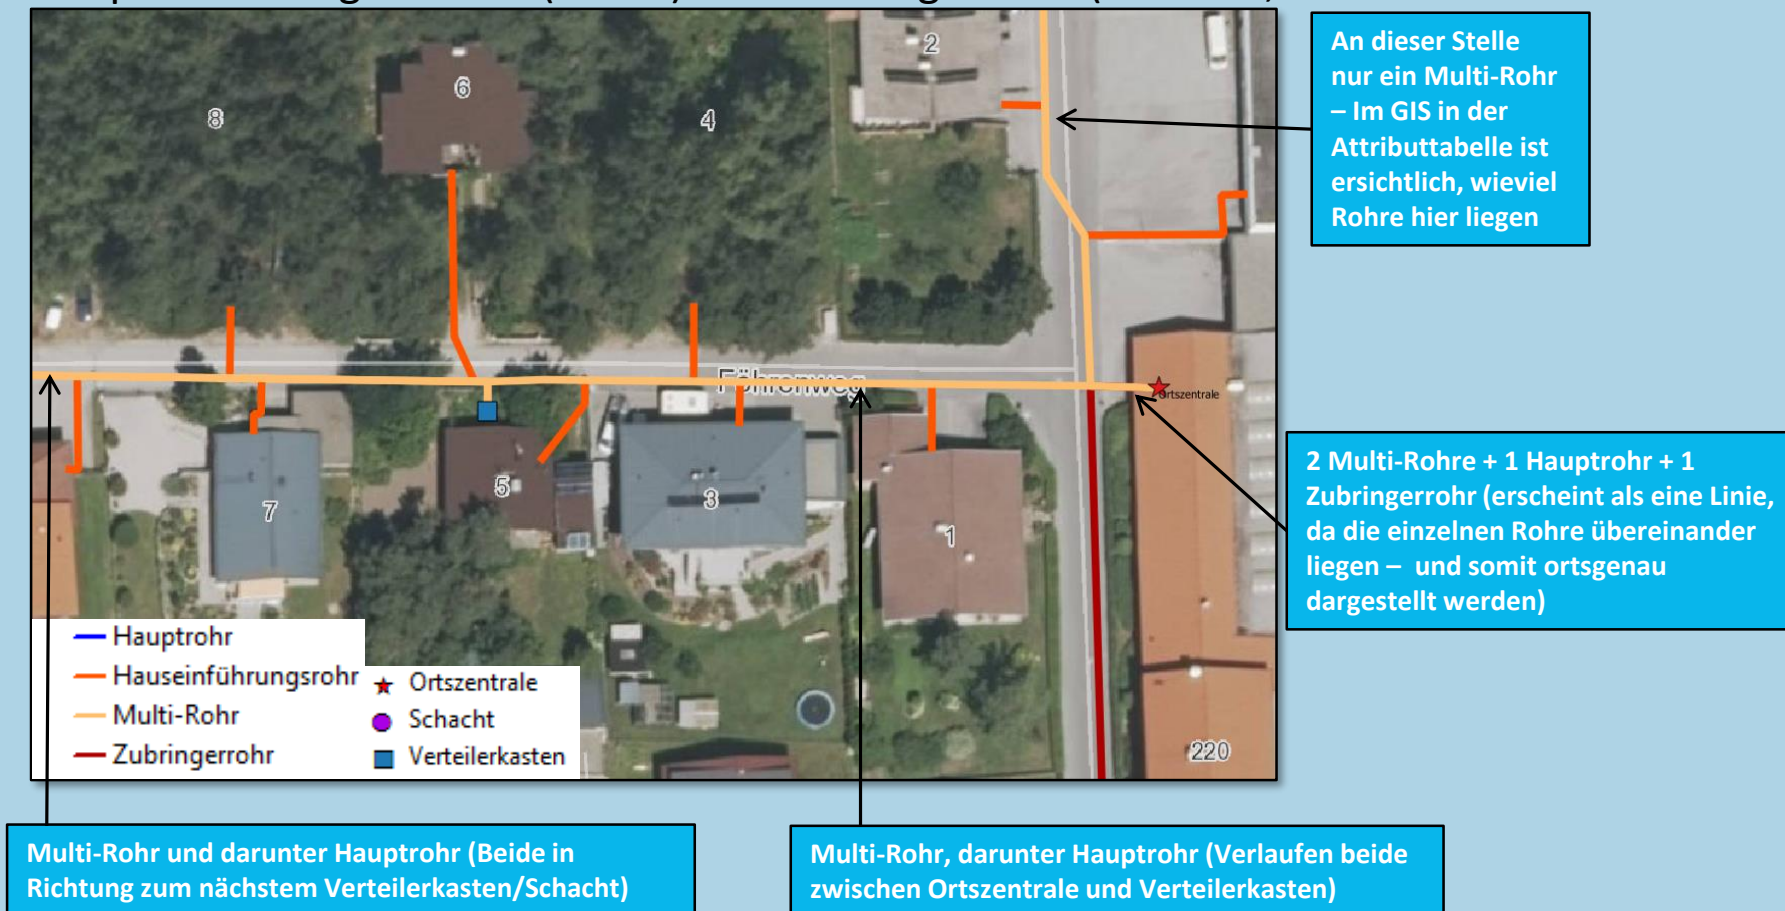 2
An dieser Stelle
nur ein Multi-Rohr
– Im GIS in der
Attributtabelle ist
ersichtlich, wieviel
Rohre hier liegen
6
8
4
Föhrenweg
Ortszentrale
2 Multi-Rohre + 1 Hauptrohr + 1
Zubringerrohr (erscheint als eine Linie,
da die einzelnen Rohre übereinander
liegen – und somit ortsgenau
dargestellt werden)
7
5
3
1
220
Hauptrohr
Hauseinführungsrohr
Multi-Rohr
Zubringerrohr
Ortszentrale
Schacht
Verteilerkasten
Multi-Rohr und darunter Hauptrohr (Beide in
Richtung zum nächstem Verteilerkasten/Schacht)
Multi-Rohr, darunter Hauptrohr (Verlaufen beide
zwischen Ortszentrale und Verteilerkasten)